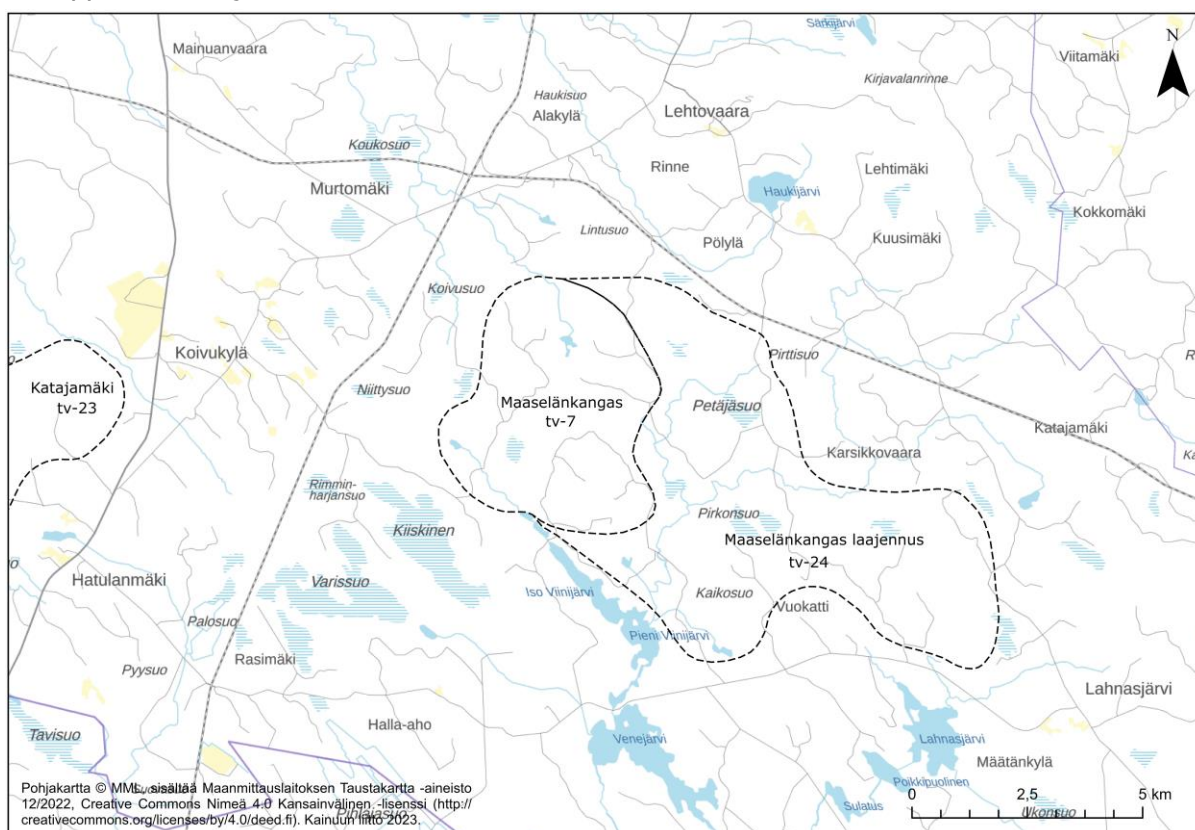 Särkijärvi
Mainuanvaara
N
Viitamäki
Kirjavalanrinne
Haukisuo
Alakylä
Lehtovaara
Koukosuo
Rinne
Lehtimäki
Murtomäki
Haukijärvi
Kokkomäki
Lintusuo
Pölylä
Kuusimäki
Koivusuo
Koivukylä
Pirttisuo
Katajamäki
tv-23
Niittysuo
Maaselänkangas
tv-7
Petäjäsuo
Katajamäki
Karsikkovaara
Rimmin-
harjansuo
Kiiskinen
Pirkonsuo
Maaselänkangas laajennus
tv-24
Hatulanmäki
Varissuo
Iso Viinijärvi
Kaikosuo
Vuokatti
Palosuo
Pieni Viinijärvi
Rasimäki
Pyysuo
Lahnasjärvi
Halla-aho
Tavisuo
Venejärvi
Lahnasjärvi
Määtänkylä
Poikkipuolinen
Sulatus
0 2,5 5 km
Ulkonsuo
Pohjakartta © MML, sisältää Maanmittauslaitoksen Taustakartta -aineisto
12/2022, Creative Commons Nimeä 4.0 Kansainvälinen -lisenssi (http://
creativecommons.org/licenses/by/4.0/deed.fi). Kainuun liitto 2023.